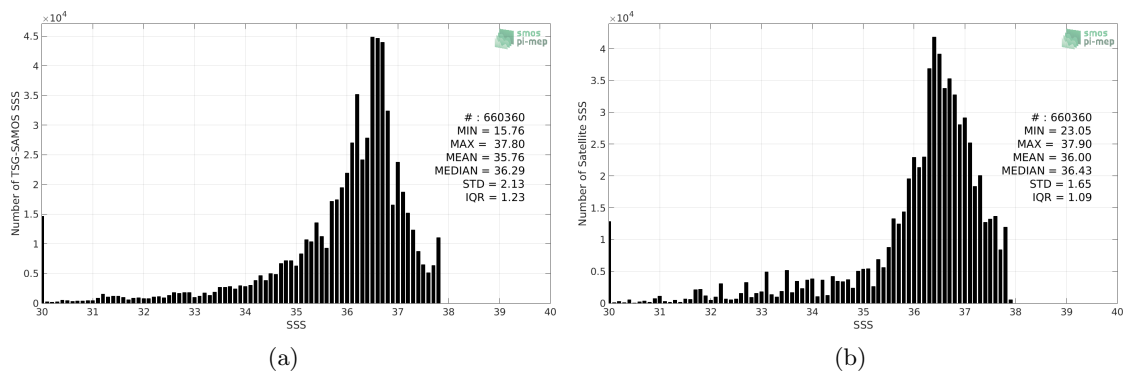 ×10⁴
4.5
4
3.5
3
2.5
2
1.5
1
0.5
0
Number of TSG-SAMOS SSS
smos
pi-mep
# : 660360
MIN = 15.76
MAX = 37.80
MEAN = 35.76
MEDIAN = 36.29
STD = 2.13
IQR = 1.23
30 31 32 33 34 35 36 37 38 39 40
SSS
(a)
×10⁴
4
3.5
3
2.5
2
1.5
1
0.5
0
Number of Satellite SSS
smos
pi-mep
# : 660360
MIN = 23.05
MAX = 37.90
MEAN = 36.00
MEDIAN = 36.43
STD = 1.65
IQR = 1.09
30 31 32 33 34 35 36 37 38 39 40
SSS
(b)